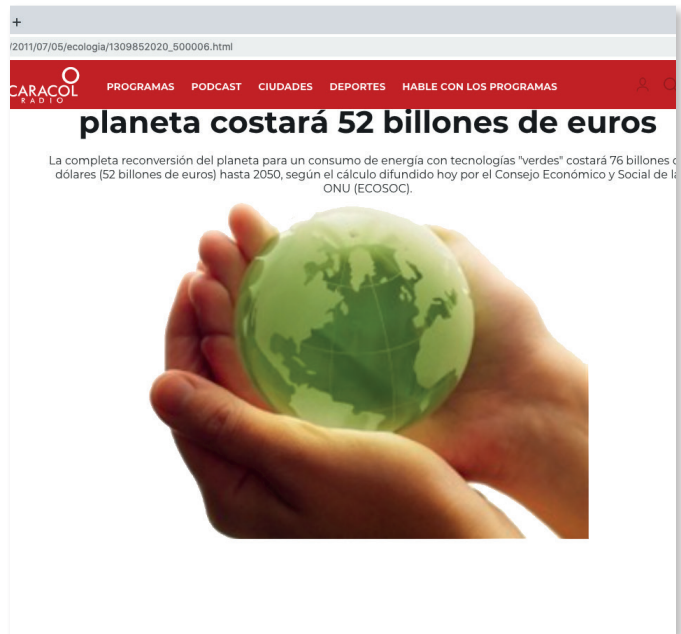 +
/2011/07/05/ecologia/1309852020_500006.html
CARACOL
RADIO
PROGRAMAS PODCAST CIUDADES DEPORTES HABLE CON LOS PROGRAMAS
planeta costará 52 billones de euros
La completa reconversión del planeta para un consumo de energía con tecnologías "verdes" costará 76 billones
dólares (52 billones de euros) hasta 2050, según el cálculo difundido hoy por el Consejo Económico y Social de
ONU (ECOSOC).